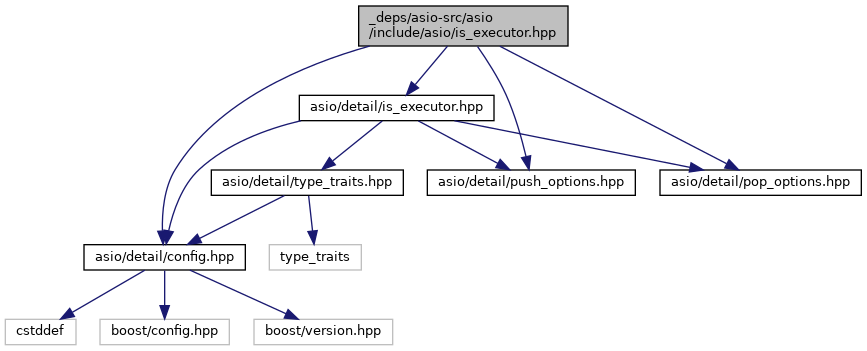 _deps/asio-src/asio
/include/asio/is_executor.hpp
asio/detail/is_executor.hpp
asio/detail/type_traits.hpp
asio/detail/push_options.hpp
asio/detail/pop_options.hpp
asio/detail/config.hpp
type_traits
cstddef
boost/config.hpp
boost/version.hpp